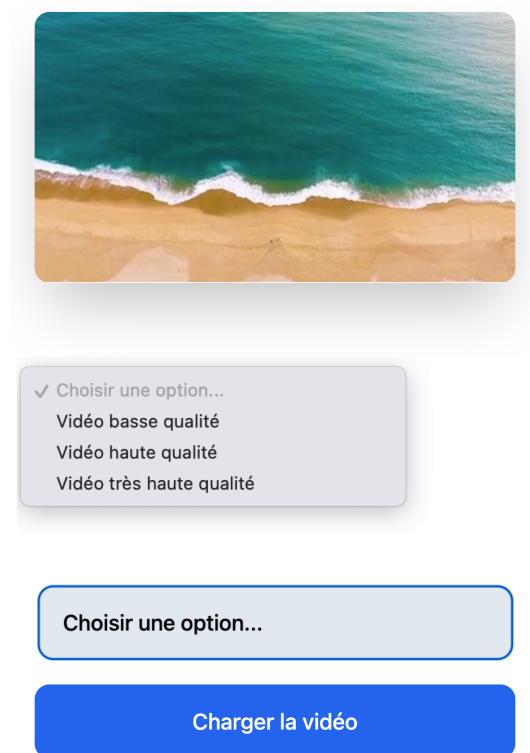 Choisir une option...
Vidéo basse qualité
Vidéo haute qualité
Vidéo très haute qualité
Choisir une option...
Charger la vidéo